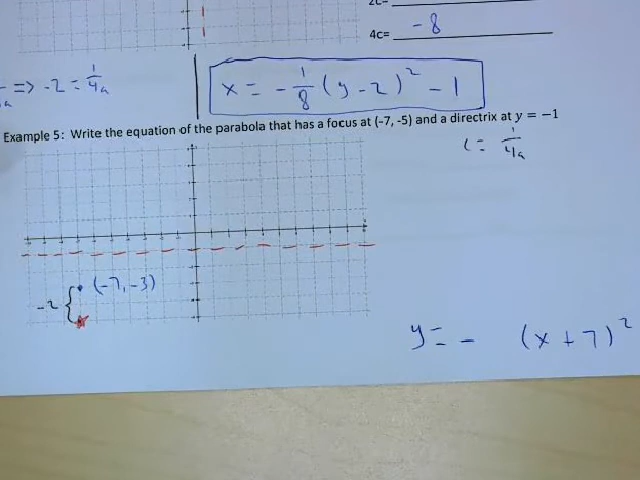 4c= -8
=> -2 = 1/4a
x = - 1/8 (y - 2)² - 1
Example 5: Write the equation of the parabola that has a focus at (-7, -5) and a directrix at y = −1
c = 1/4a
(-7, -3)
-2 {
y = - (x + 7)²